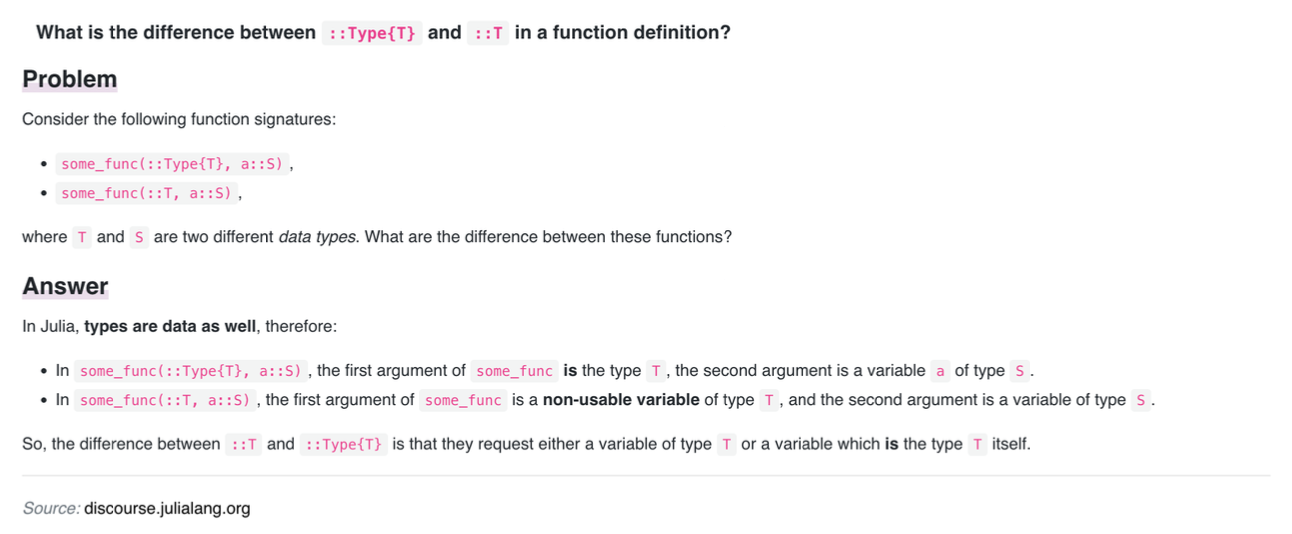 What is the difference between ::Type{T} and ::T in a function definition?
Problem
Consider the following function signatures:
• some_func(::Type{T}, a::S) ,
• some_func(::T, a::S) ,
where T and S are two different data types. What are the difference between these functions?
Answer
In Julia, types are data as well, therefore:
• In some_func(::Type{T}, a::S) , the first argument of some_func is the type T , the second argument is a variable a of type S .
• In some_func(::T, a::S) , the first argument of some_func is a non-usable variable of type T , and the second argument is a variable of type S .
So, the difference between ::T and ::Type{T} is that they request either a variable of type T or a variable which is the type T itself.
Source: discourse.julialang.org